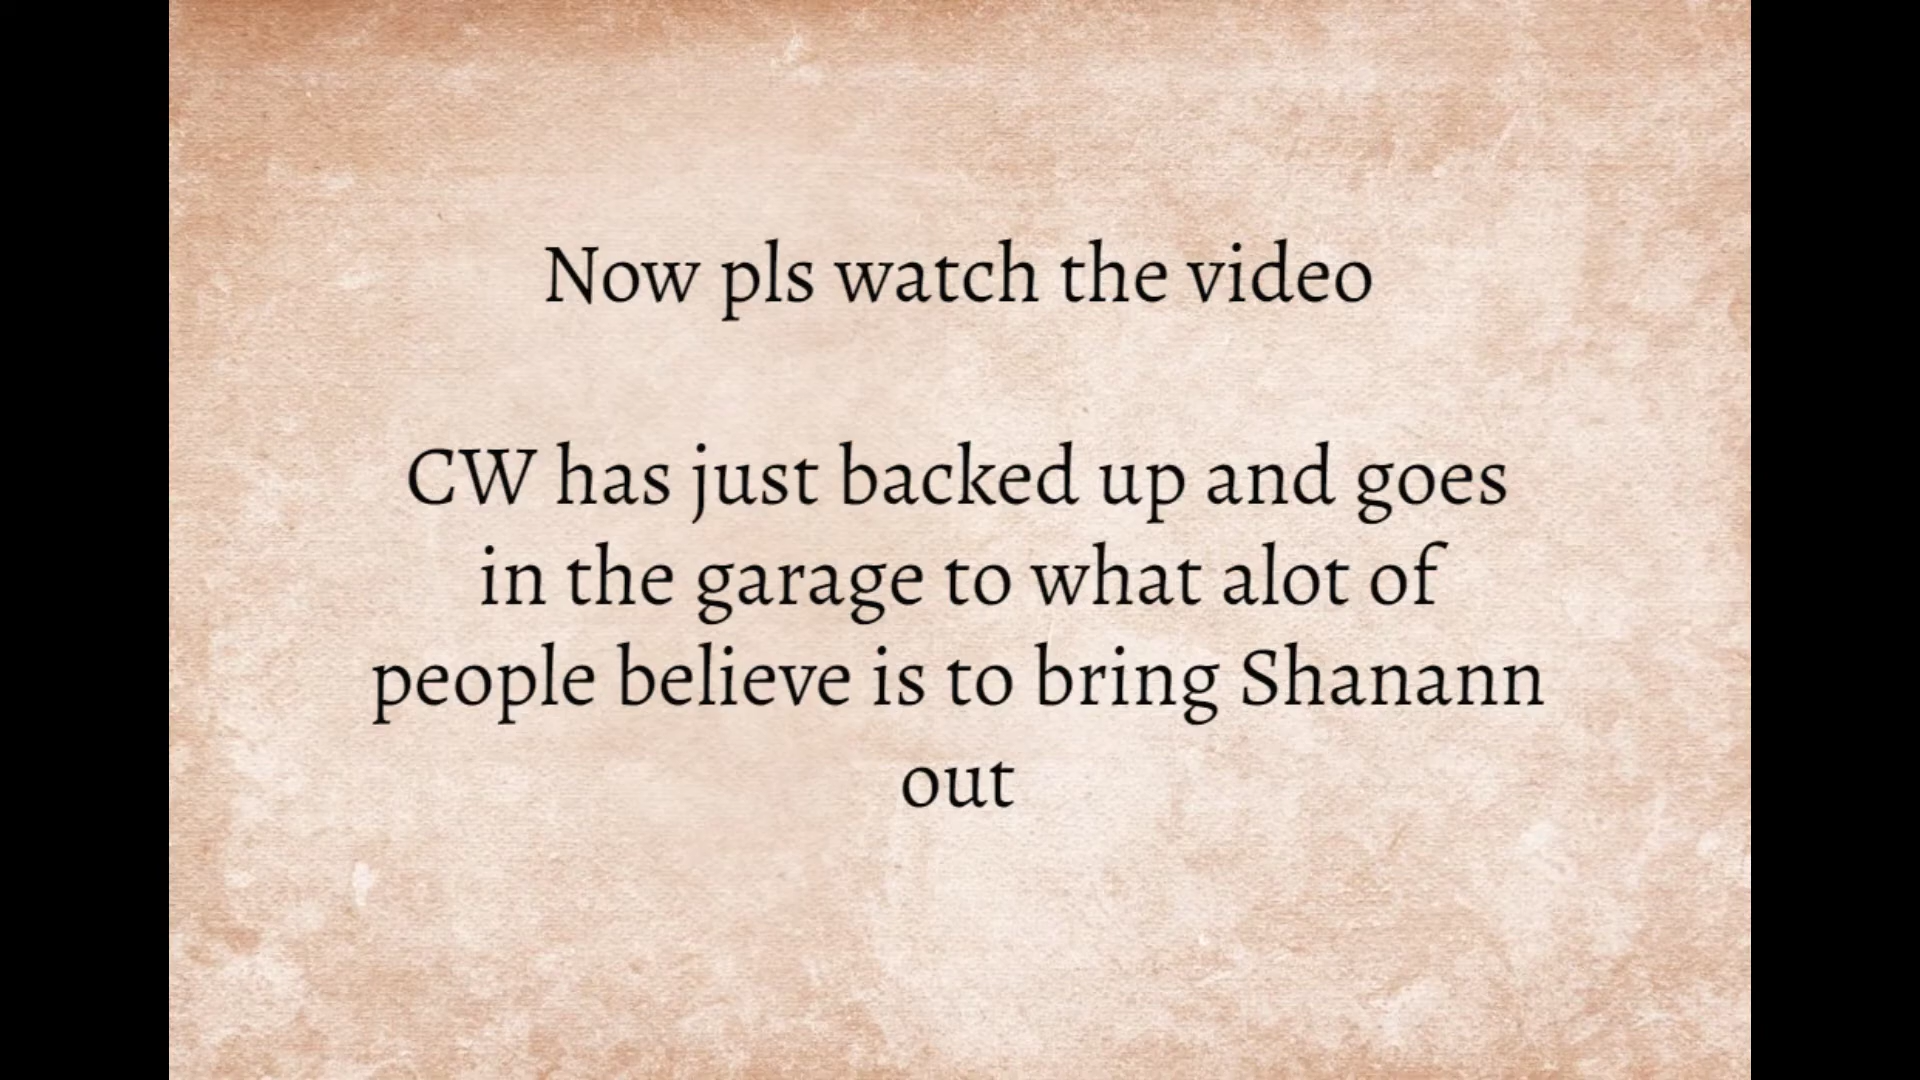 Now pls watch the video
CW has just backed up and goes
in the garage to what alot of
people believe is to bring Shanann
out